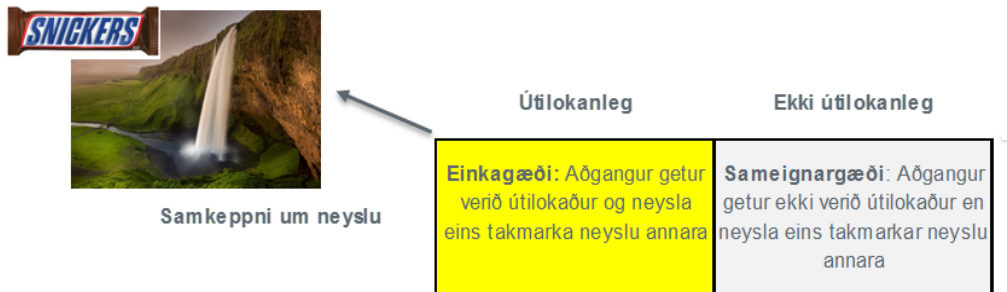 SNICKERS
Útilokanleg
Ekki útilokanleg
Samkeppni um neyslu
Einkagæði: Aðgangur getur
verið útilokaður og neysla
eins takmarka neyslu annara
Sameignargæði: Aðgangur
getur ekki verið útilokaður en
neysla eins takmarkar neyslu
annara